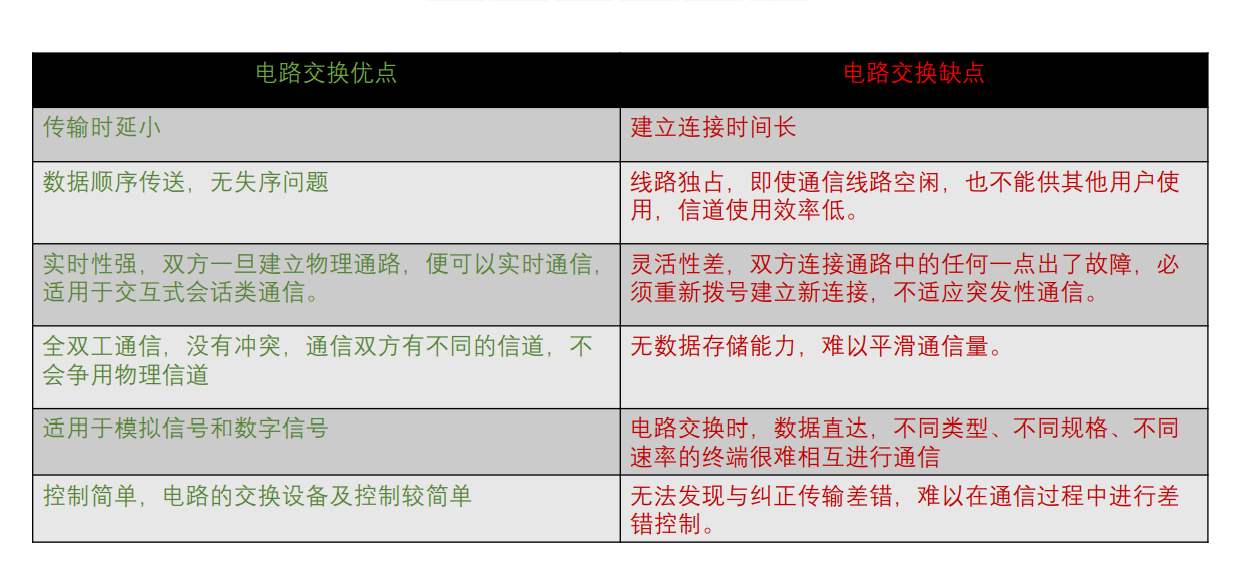 电路交换优点
电路交换缺点
传输时延小
建立连接时间长
数据顺序传送，无失序问题
线路独占，即使通信线路空闲，也不能供其他用户使
用，信道使用效率低。
实时性强，双方一旦建立物理通路，便可以实时通信，
适用于交互式会话类通信。
灵活性差，双方连接通路中的任何一点出了故障，必
须重新拨号建立新连接，不适应突发性通信。
全双工通信，没有冲突，通信双方有不同的信道，不
会争用物理信道
无数据存储能力，难以平滑通信量。
适用于模拟信号和数字信号
电路交换时，数据直达，不同类型、不同规格、不同
速率的终端很难相互进行通信
控制简单，电路的交换设备及控制较简单
无法发现与纠正传输差错，难以在通信过程中进行差
错控制。